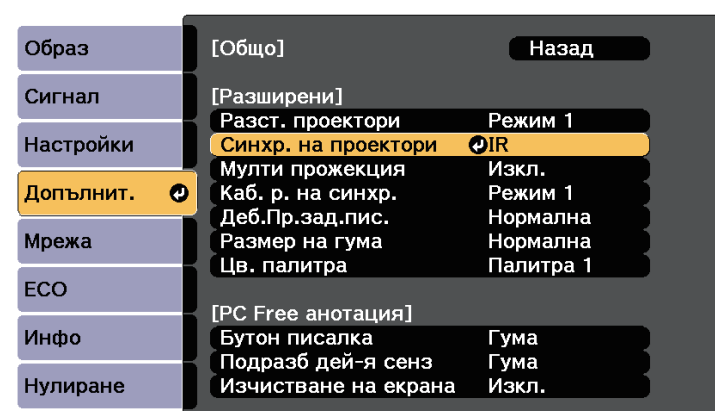 Образ
Сигнал
Настройки
Допълнит.
Мрежа
ECO
Инфо
Нулиране
[Общо] Назад
[Разширени]
Разст. проектори Режим 1
Синхр. на проектори IR
Мулти прожекция Изкл.
Каб. р. на синхр. Режим 1
Деб.Пр.зад.пис. Нормална
Размер на гума Нормална
Цв. палитра Палитра 1
[PC Free анотация]
Бутон писалка Гума
Подразб дей-я сенз Гума
Изчистване на екрана Изкл.